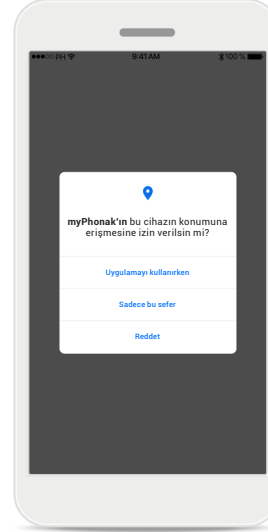 PH 9:41 AM 100 %
myPhonak'ın bu cihazın konumuna
erişmesine izin verilsin mi?
Uygulamayı kullanırken
Sadece bu sefer
Reddet